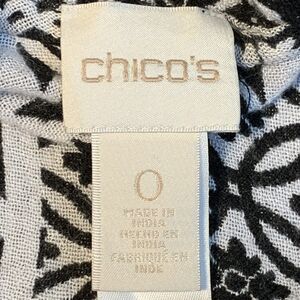 chico's
0
MADE IN
INDIA
HECHO EN
INDIA
FABRIQUÉ EN
INDE